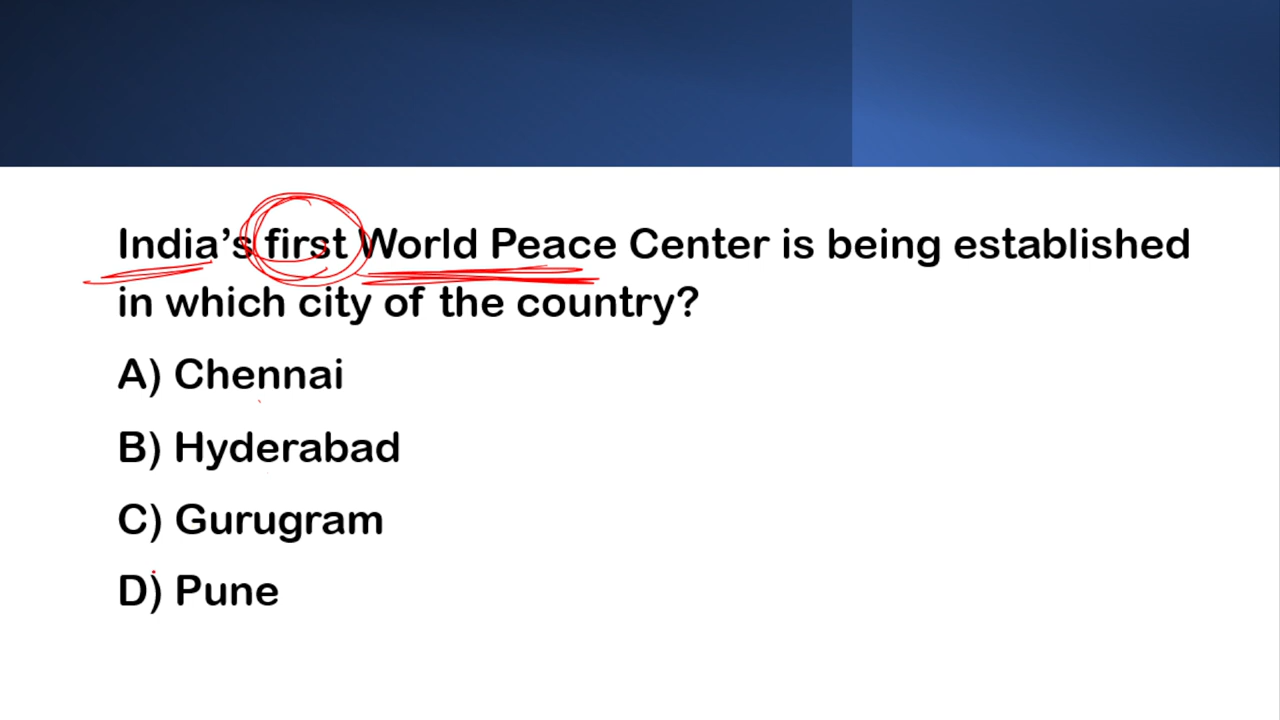 India's first World Peace Center is being established
in which city of the country?
A) Chennai
B) Hyderabad
C) Gurugram
D) Pune